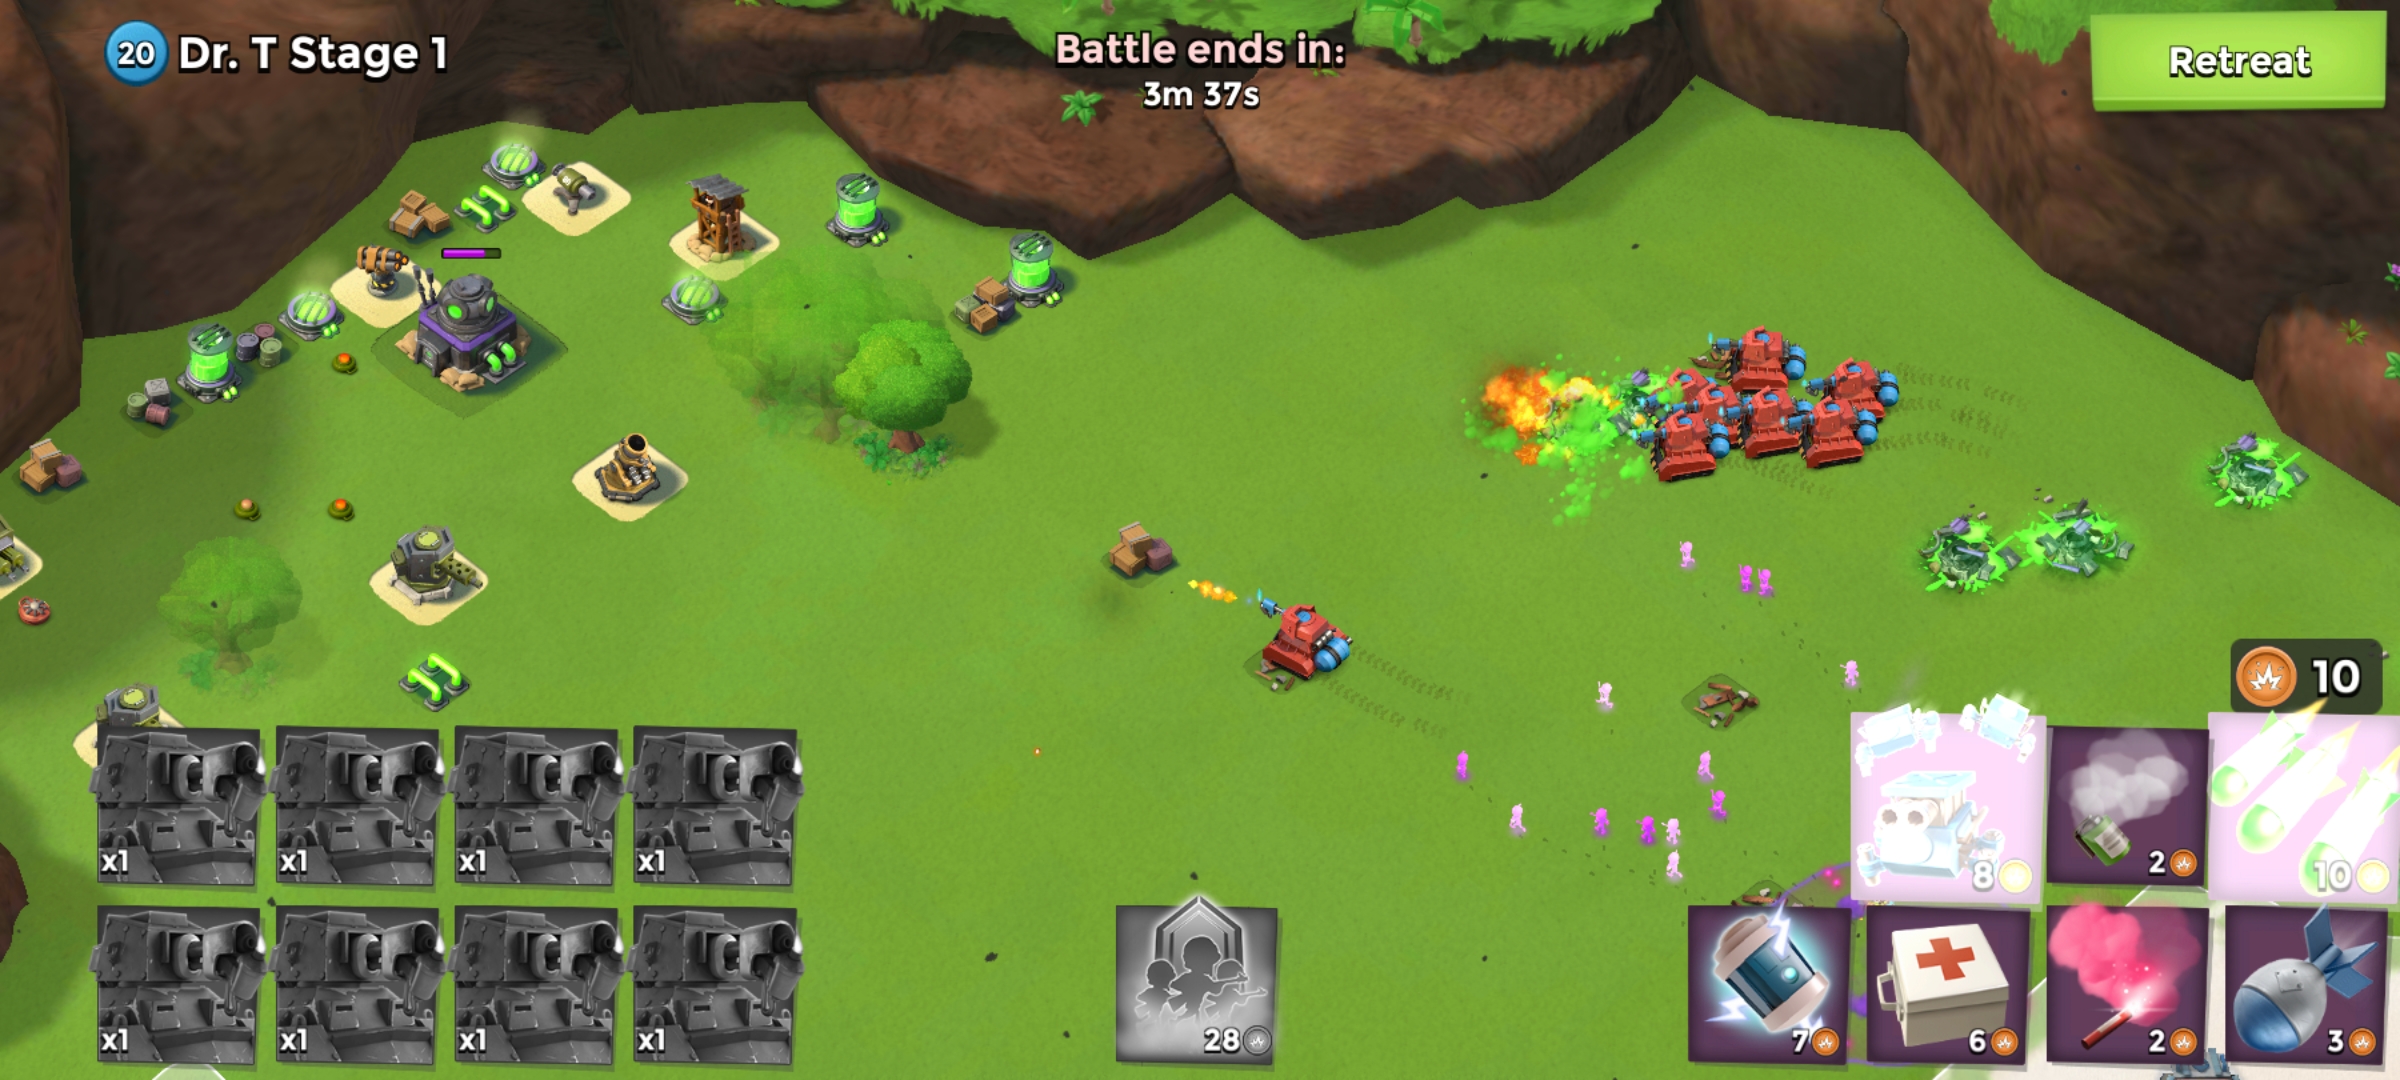 20 Dr. T Stage 1
Battle ends in:
3m 37s
Retreat
10
x1 x1 x1 x1
8 2 10
x1 x1 x1 x1
28
7 6 2 3